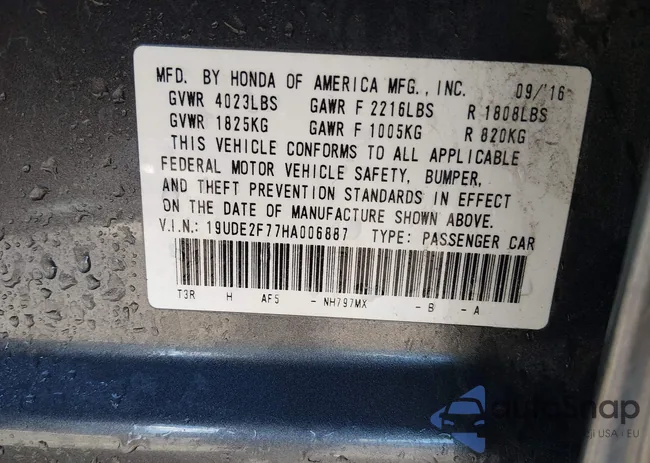 MFD. BY HONDA OF AMERICA MFG., INC. 09/'16
GVWR 4023LBS GAWR F 2216LBS R 1808LBS
GVWR 1825KG GAWR F 1005KG R 820KG
THIS VEHICLE CONFORMS TO ALL APPLICABLE
FEDERAL MOTOR VEHICLE SAFETY, BUMPER,
AND THEFT PREVENTION STANDARDS IN EFFECT
ON THE DATE OF MANUFACTURE SHOWN ABOVE.
V.I.N.: 19UDE2F77HA006887 TYPE: PASSENGER CAR
T3R H AF5 - NH797MX - B - A
autoSnap
USA i EU